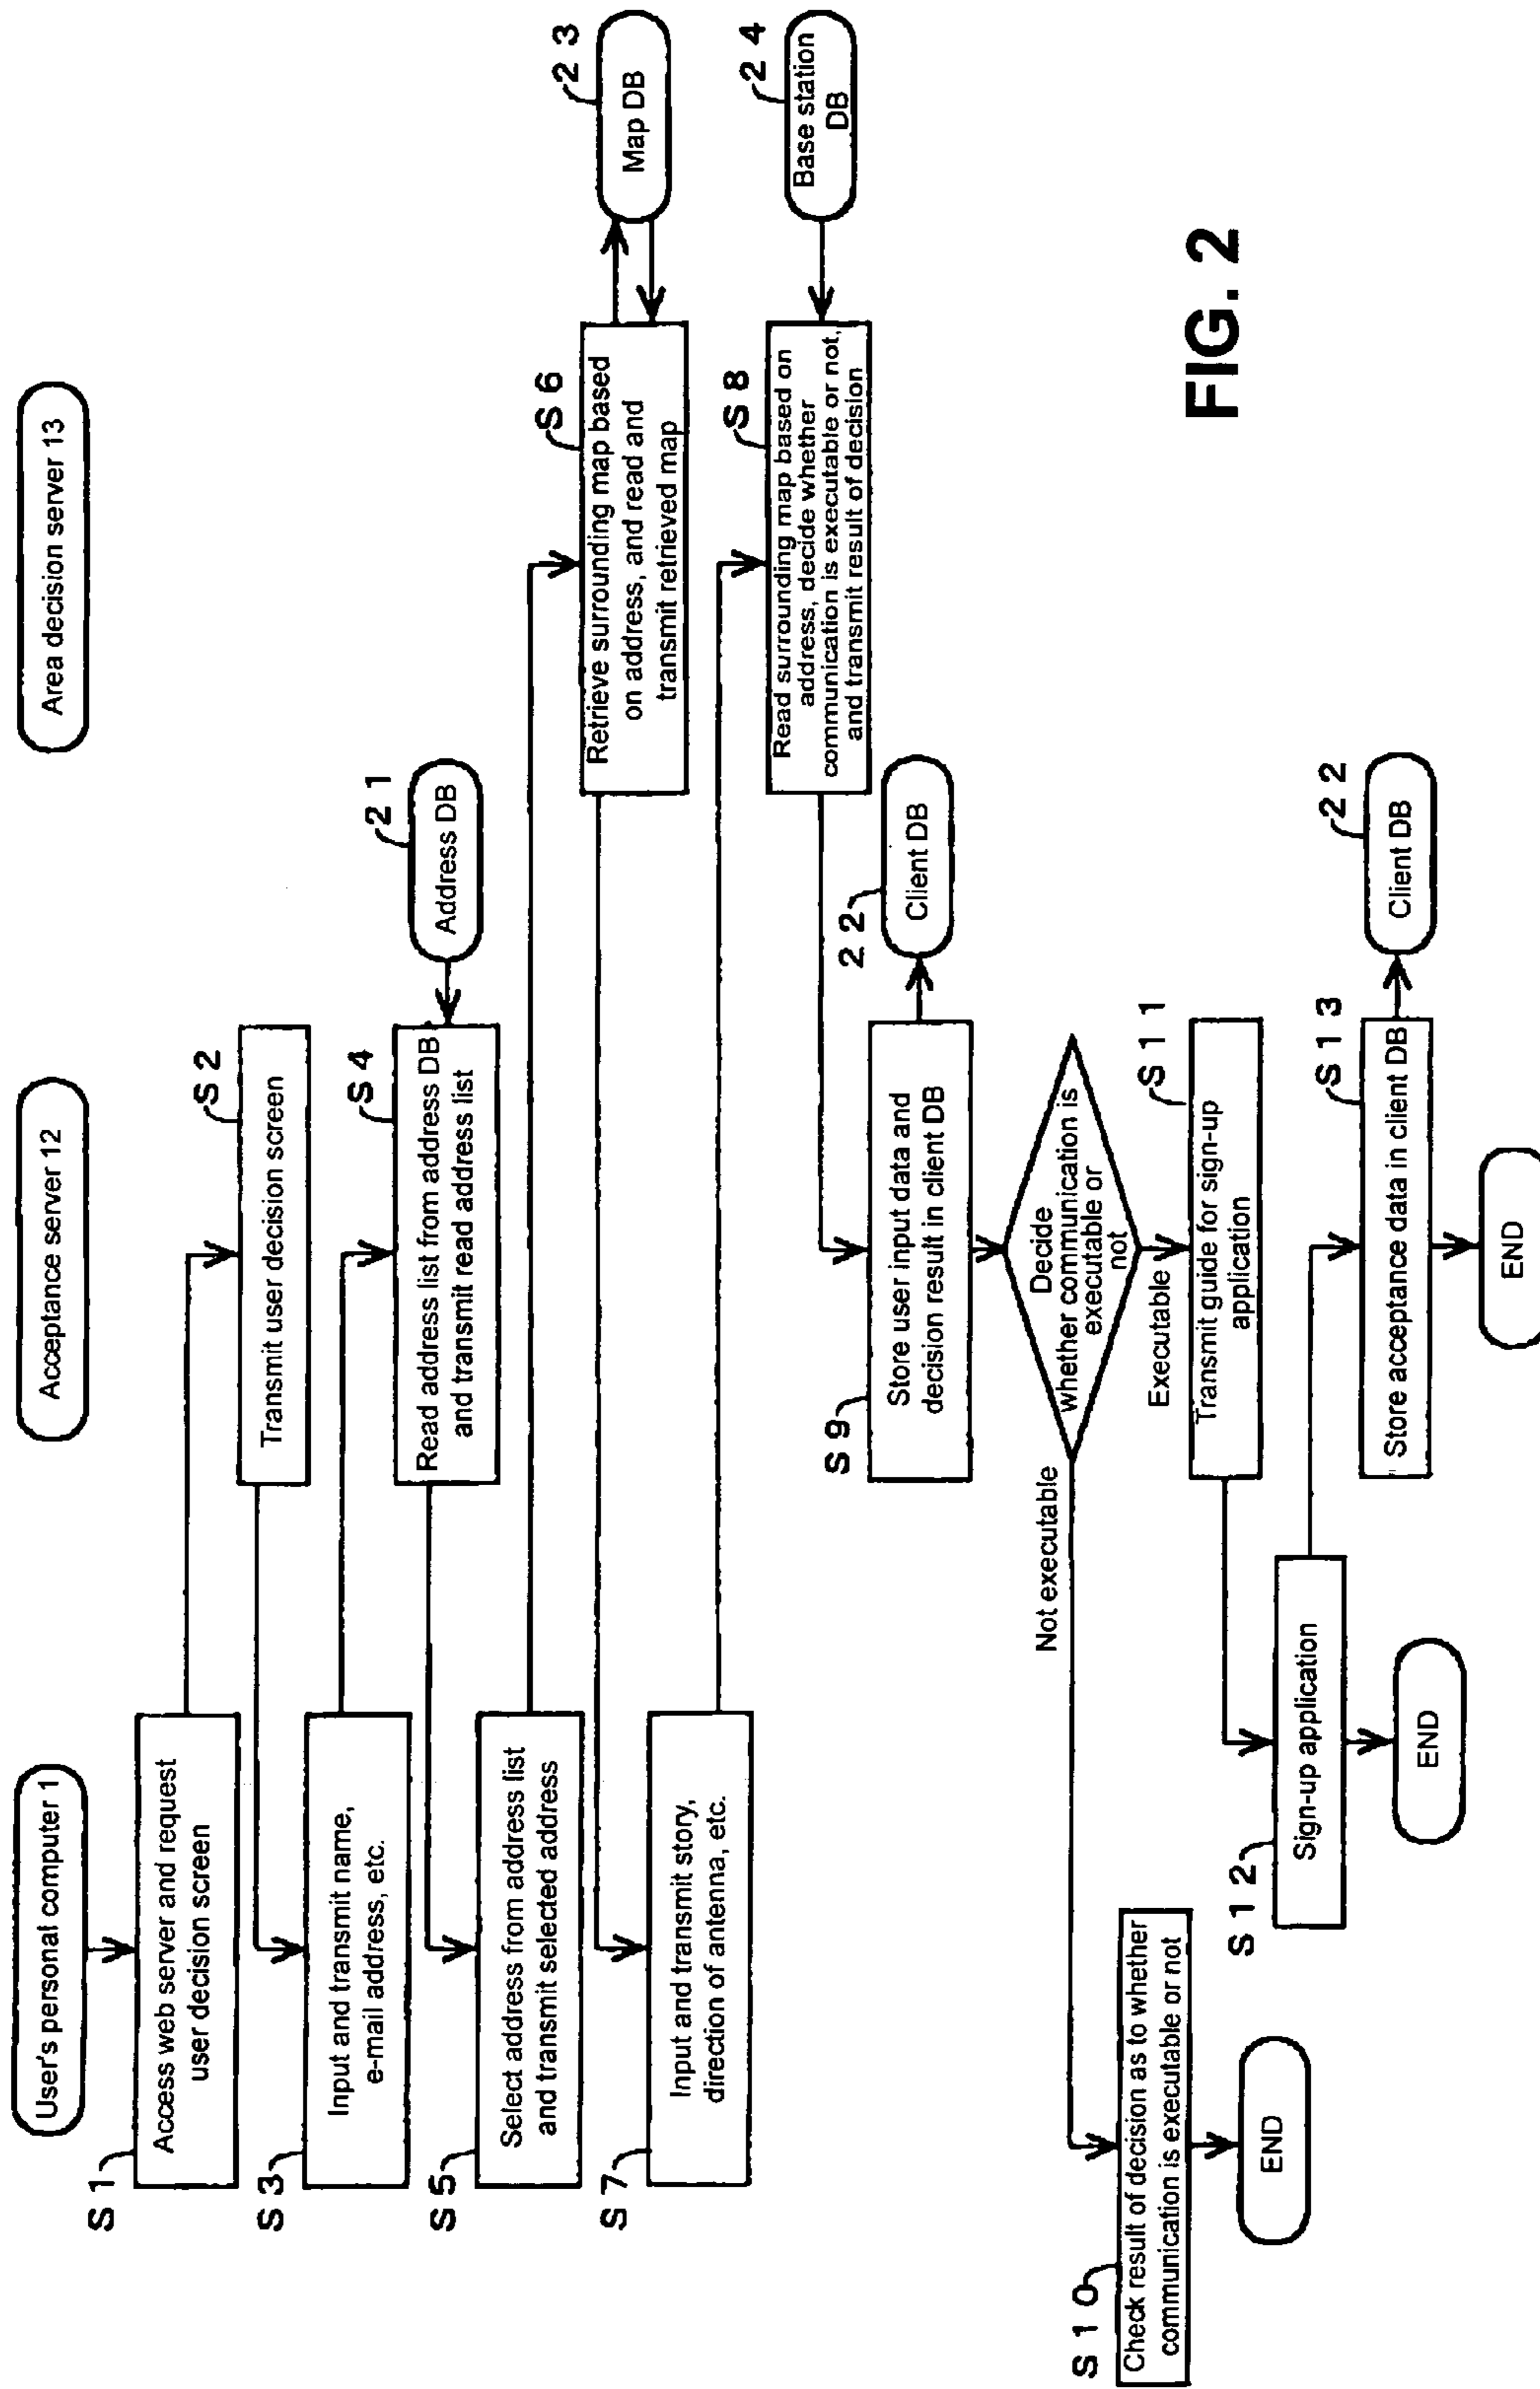 User's personal computer 1
Acceptance server 12
Area decision server 13
S1
Access web server and request
user decision screen
S2
Transmit user decision screen
S3
Input and transmit name,
e-mail address, etc.
S4
Read address list from address DB
and transmit read address list
21
Address DB
S5
Select address from address list
and transmit selected address
S6
Retrieve surrounding map based
on address, and read and
transmit retrieved map
23
Map DB
S7
Input and transmit story,
direction of antenna, etc.
S8
Read surrounding map based on
address, decide whether
communication is executable or not,
and transmit result of decision
24
Base station
DB
S9
Store user input data and
decision result in client DB
22
Client DB
Decide
whether communication is
executable or
not
Not executable
Executable
S10
Check result of decision as to whether
communication is executable or not
END
S11
Transmit guide for sign-up
application
S12
Sign-up application
END
S13
Store acceptance data in client DB
22
Client DB
END
FIG. 2